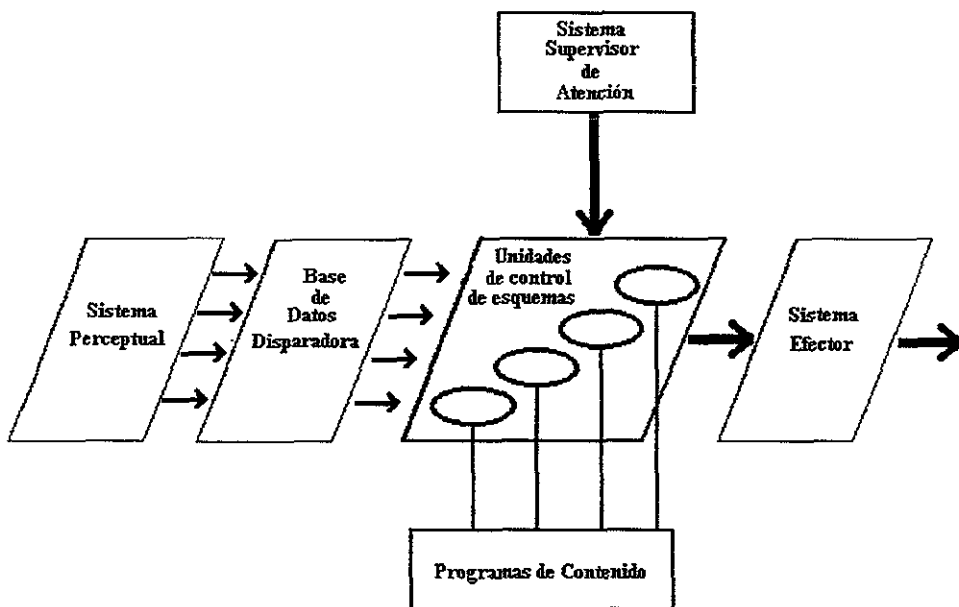 Sistema
Supervisor
de
Atención
Sistema
Perceptual
Base
de
Datos
Disparadora
Unidades
de control
de esquemas
Sistema
Efector
Programas de Contenido